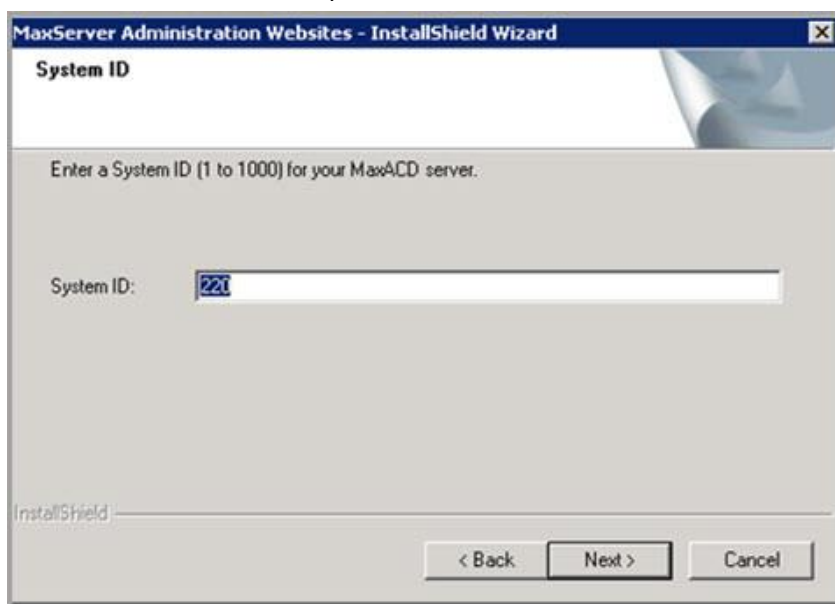 MaxServer Administration Websites - InstallShield Wizard
System ID
Enter a System ID (1 to 1000) for your MaxACD server.
System ID: 220
InstallShield
< Back Next > Cancel